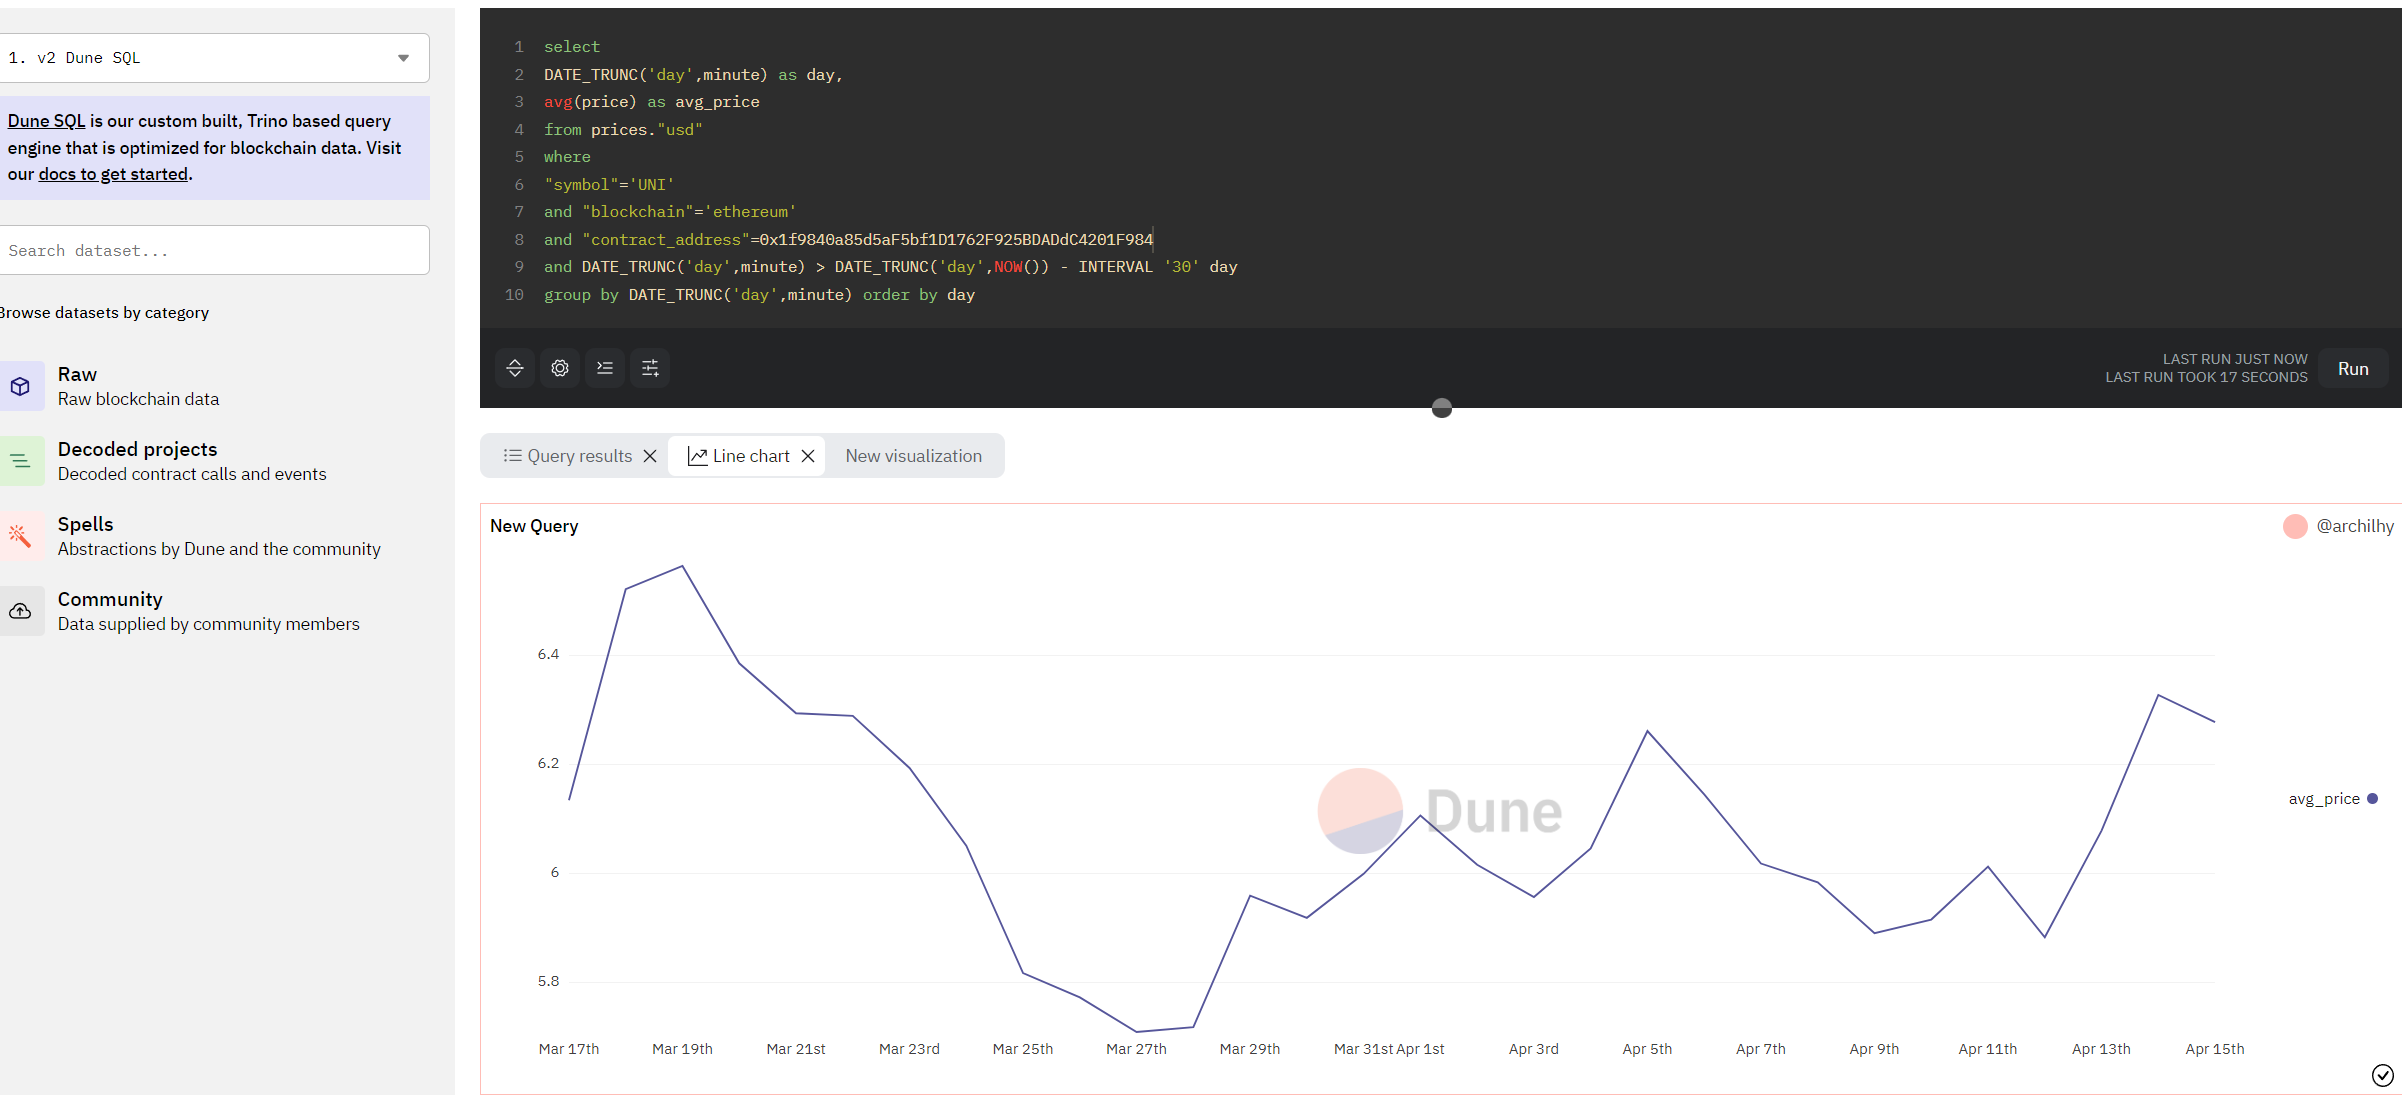 1. v2 Dune SQL
Dune SQL is our custom built, Trino based query
engine that is optimized for blockchain data. Visit
our docs to get started.
Search dataset...
Browse datasets by category
Raw
Raw blockchain data
Decoded projects
Decoded contract calls and events
Spells
Abstractions by Dune and the community
Community
Data supplied by community members
1 select
2 DATE_TRUNC('day',minute) as day,
3 avg(price) as avg_price
4 from prices."usd"
5 where
6 "symbol"='UNI'
7 and "blockchain"='ethereum'
8 and "contract_address"=0x1f9840a85d5aF5bf1D1762F925BDADdC4201F984
9 and DATE_TRUNC('day',minute) > DATE_TRUNC('day',NOW()) - INTERVAL '30' day
10 group by DATE_TRUNC('day',minute) order by day
LAST RUN JUST NOW
LAST RUN TOOK 17 SECONDS
Run
Query results
Line chart
New visualization
New Query
@archilhy
6.4
6.2
6
5.8
Dune
avg_price
Mar 17th Mar 19th Mar 21st Mar 23rd Mar 25th Mar 27th Mar 29th Mar 31st Apr 1st Apr 3rd Apr 5th Apr 7th Apr 9th Apr 11th Apr 13th Apr 15th